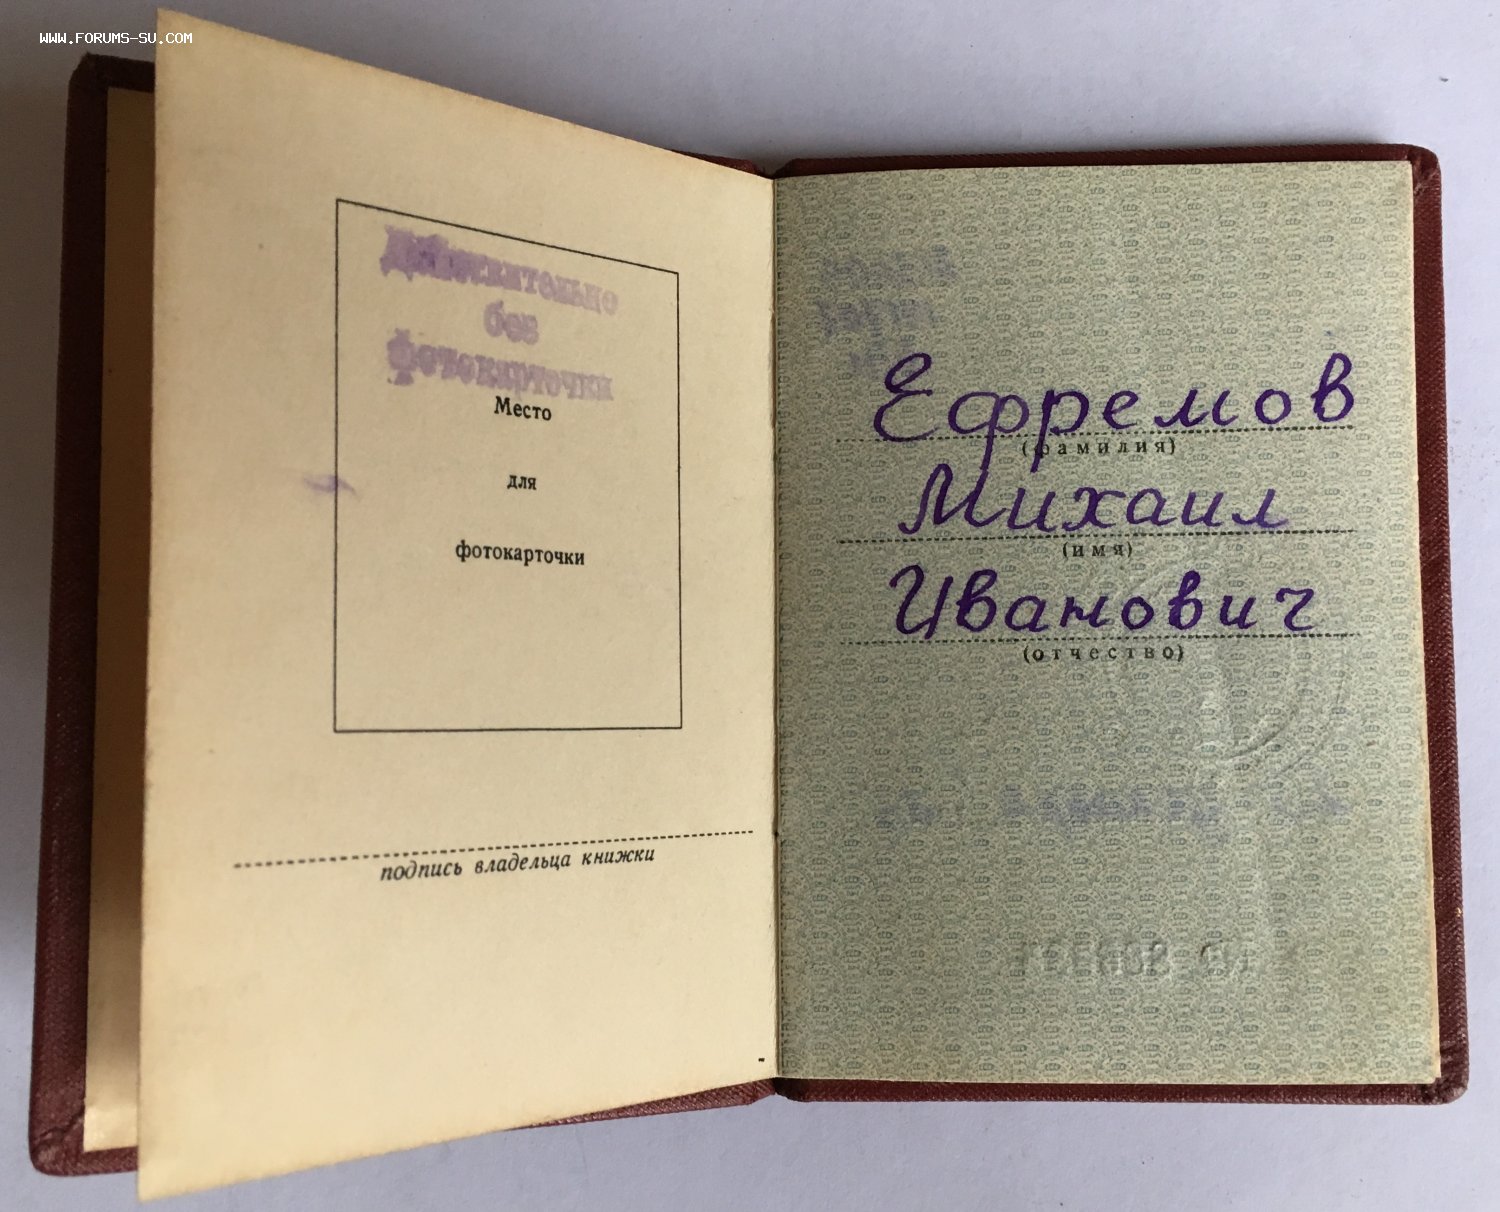 WWW.FORUMS-SU.COM
Действительно
без
фотокарточки
Место
для
фотокарточки
подпись владельца книжки
Ефремов
(фамилия)
Михаил
(имя)
Иванович
(отчество)